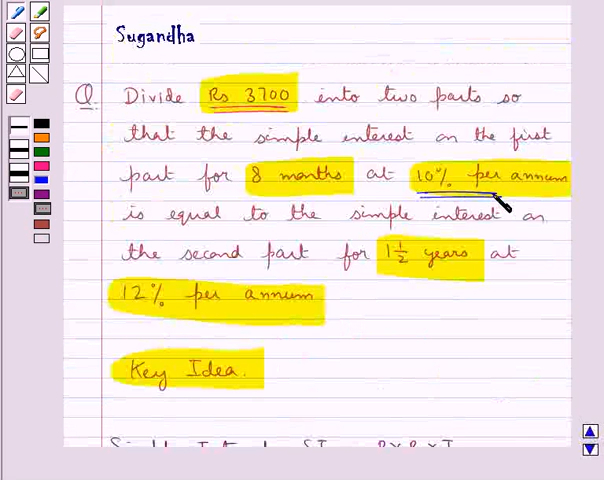 Sugandha
Q Divide Rs 3700 into two parts so
that the simple interest on the first
part for 8 months at 10% per annum
is equal to the simple interest on
the second part for 1 1/2 years at
12% per annum
Key Idea.